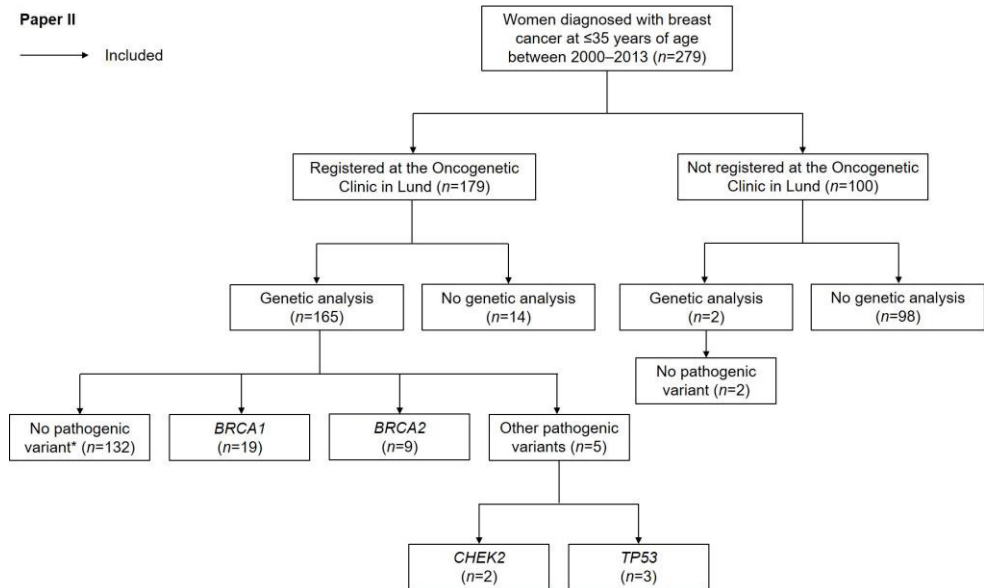 Paper II
Included
Women diagnosed with breast
cancer at ≤35 years of age
between 2000–2013 (n=279)
Registered at the Oncogenetic
Clinic in Lund (n=179)
Not registered at the Oncogenetic
Clinic in Lund (n=100)
Genetic analysis
(n=165)
No genetic analysis
(n=14)
Genetic analysis
(n=2)
No genetic analysis
(n=98)
No pathogenic
variant (n=2)
No pathogenic
variant* (n=132)
BRCA1
(n=19)
BRCA2
(n=9)
Other pathogenic
variants (n=5)
CHEK2
(n=2)
TP53
(n=3)